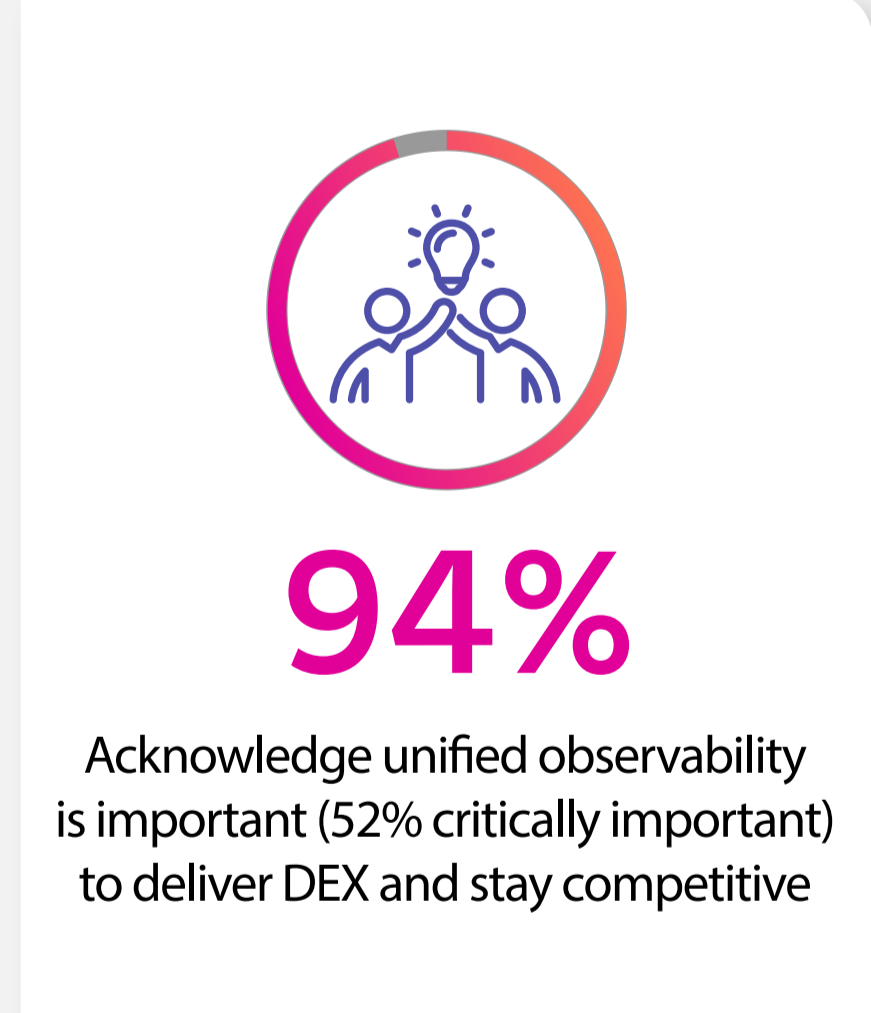 94%
Acknowledge unified observability
is important (52% critically important)
to deliver DEX and stay competitive